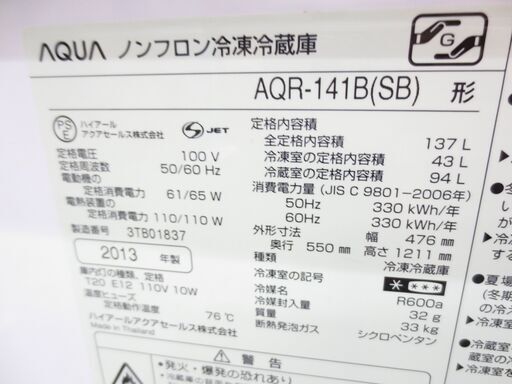 AQUA ノンフロン冷凍冷蔵庫
G
AQR-141B(SB) 形
PS
E
ハイアール
アクアセールス株式会社
S JET
定格電圧 100 V
定格周波数 50/60 Hz
電動機の
定格消費電力 61/65 W
電熱装置の
定格消費電力 110/110 W
製造番号 3TB01837
2013 年製
庫内灯の種類、定格
T20 E12 110V 10W
温度ヒューズ
定格動作温度 76℃
ハイアールアクアセールス株式会社
Made in Thailand
定格内容積
全定格内容積 137 L
冷凍室の定格内容積 43 L
冷蔵室の定格内容積 94 L
消費電力量 (JIS C 9801-2006年)
50Hz 330 kWh/年
60Hz 330 kWh/年
外形寸法 幅 476 mm
奥行 550 mm 高さ 1211 mm
種類 冷凍冷蔵庫
冷凍室の記号 * ***
冷媒名 R600a
冷媒封入量 32 g
質量 33 kg
断熱発泡ガス シクロペンタン
警告
・発火・爆発の恐れあり